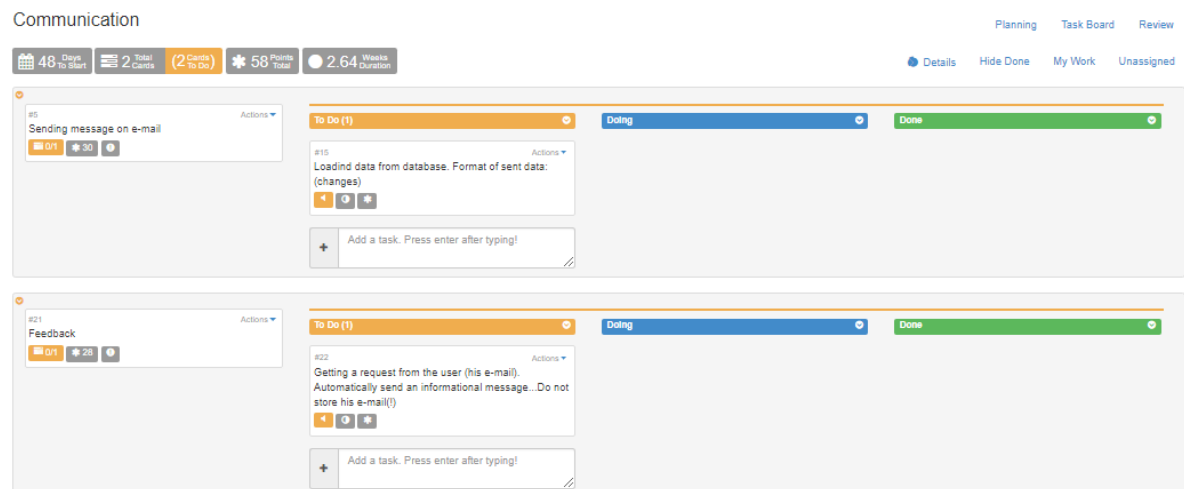 Communication
Planning Task Board Review
48 Days To Start 2 Total Cards (2 Cards To Do) 58 Points Total 2.64 Weeks Duration
Details Hide Done My Work Unassigned
#5 Actions
Sending message on e-mail
0/1 30
To Do (1) Doing Done
#15 Actions
Loadind data from database. Format of sent data:
(changes)
Add a task. Press enter after typing!
#21 Actions
Feedback
0/1 28
To Do (1) Doing Done
#22 Actions
Getting a request from the user (his e-mail).
Automatically send an informational message...Do not
store his e-mail(!)
Add a task. Press enter after typing!